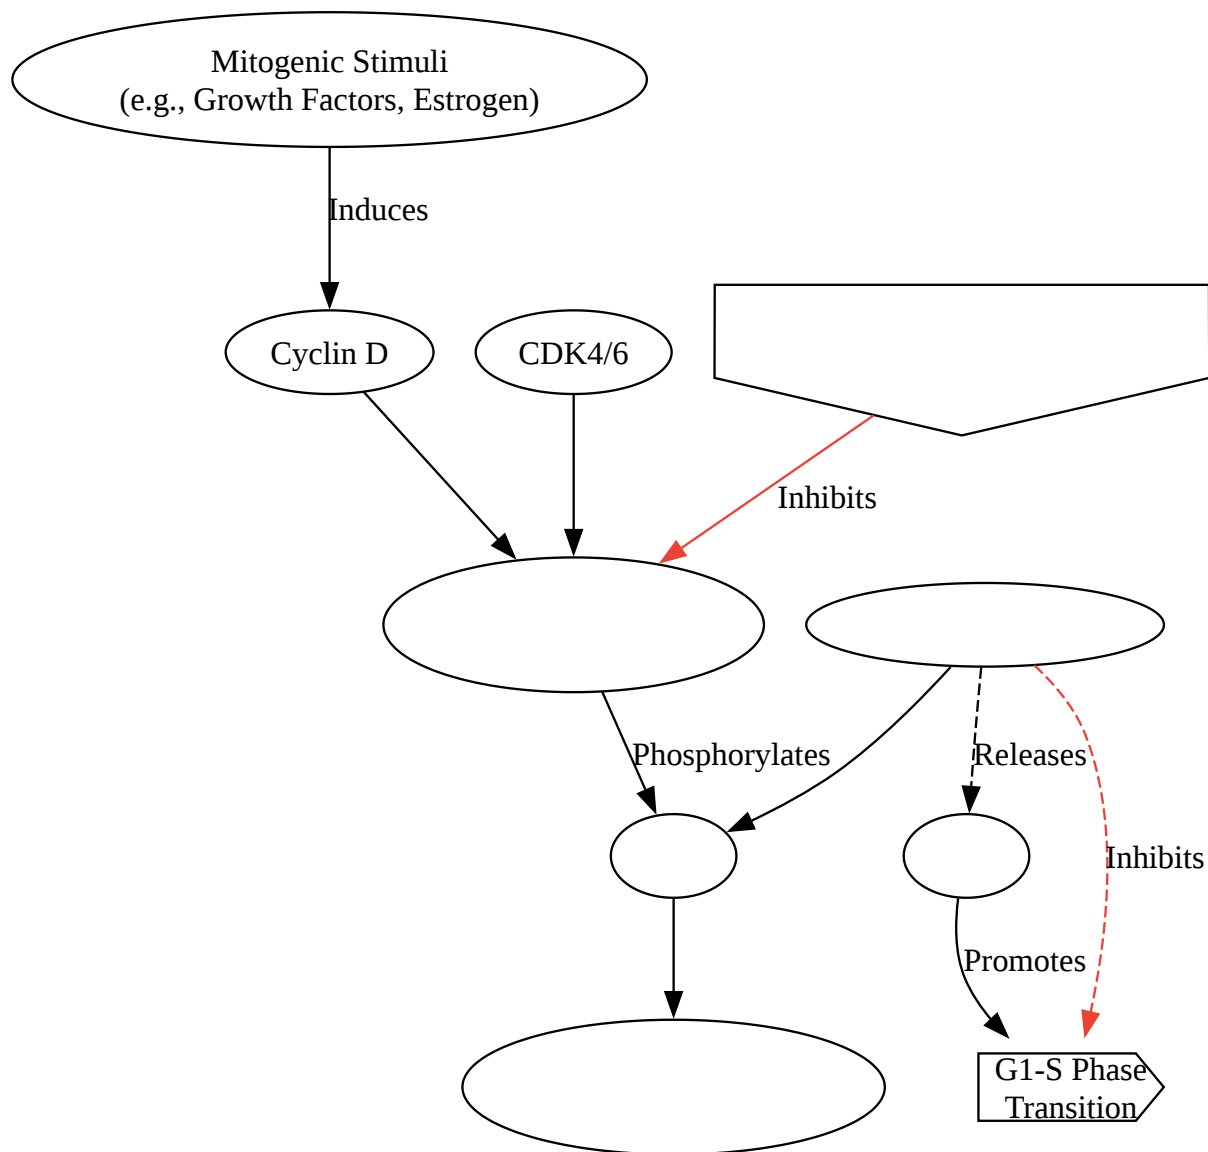 Mitogenic Stimuli
(e.g., Growth Factors, Estrogen)
Induces
Cyclin D
CDK4/6
Inhibits
Phosphorylates
Releases
Inhibits
Promotes
G1-S Phase
Transition